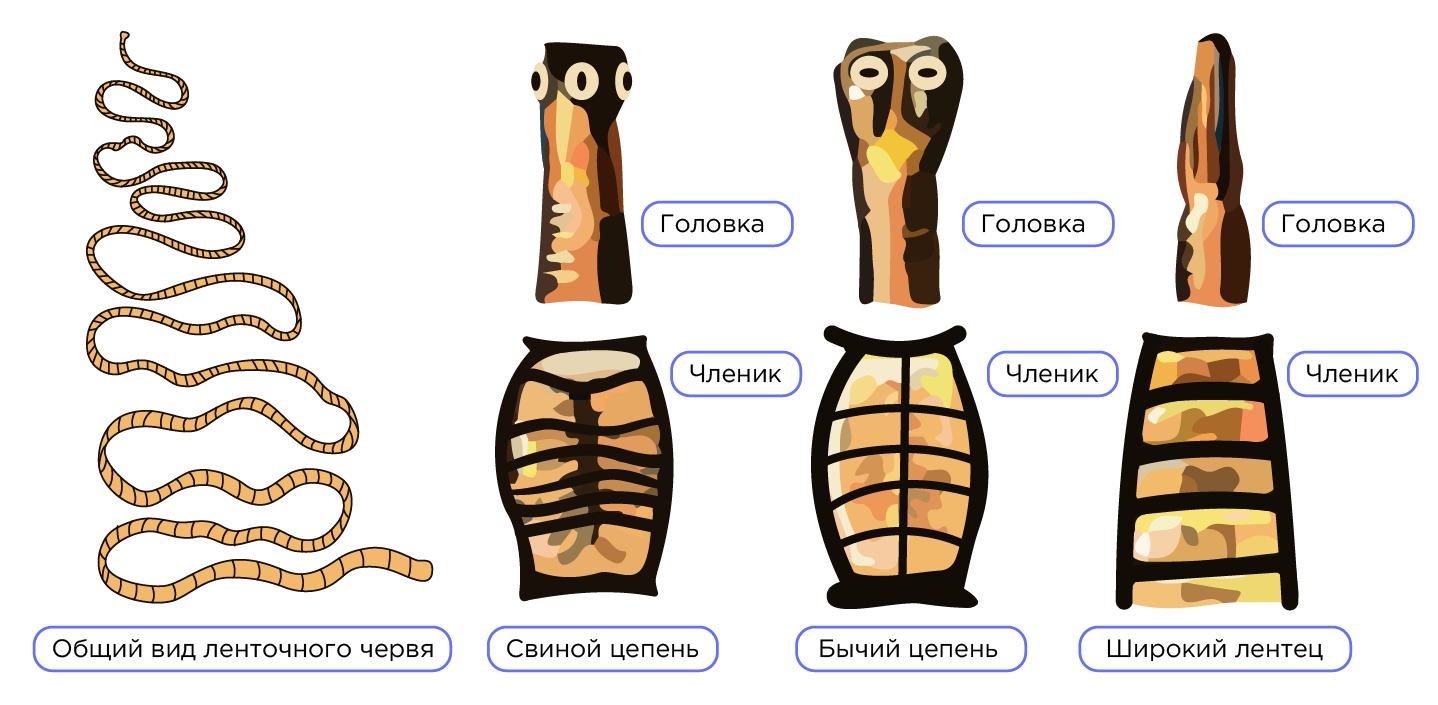 Головка
Головка
Головка
Членик
Членик
Членик
Общий вид ленточного червя
Свиной цепень
Бычий цепень
Широкий лентец